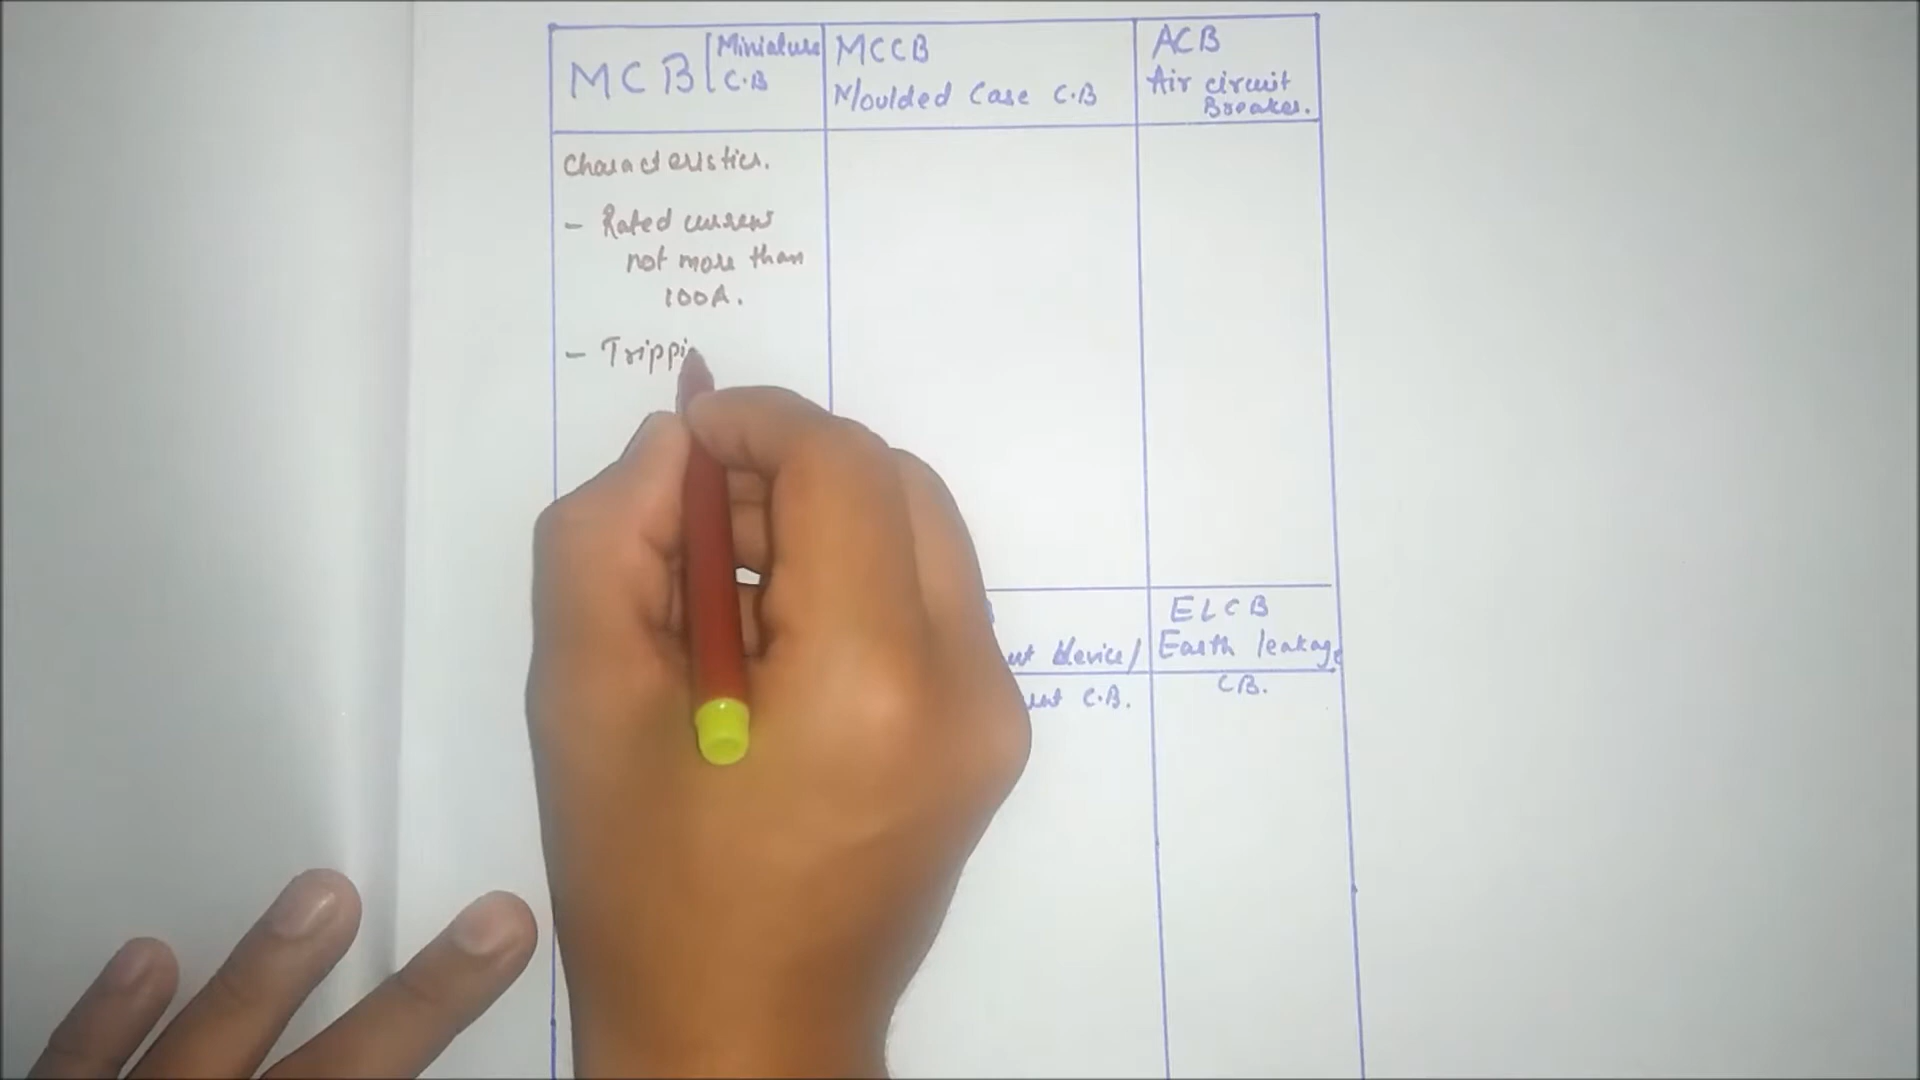 MCB Miniature
C.B
MCCB
Moulded Case C.B
ACB
Air circuit
Breaker.
Characteristics.
- Rated current
not more than
100A.
- Trippi
ELCB
Earth leakage
CB.
device/
C.B.